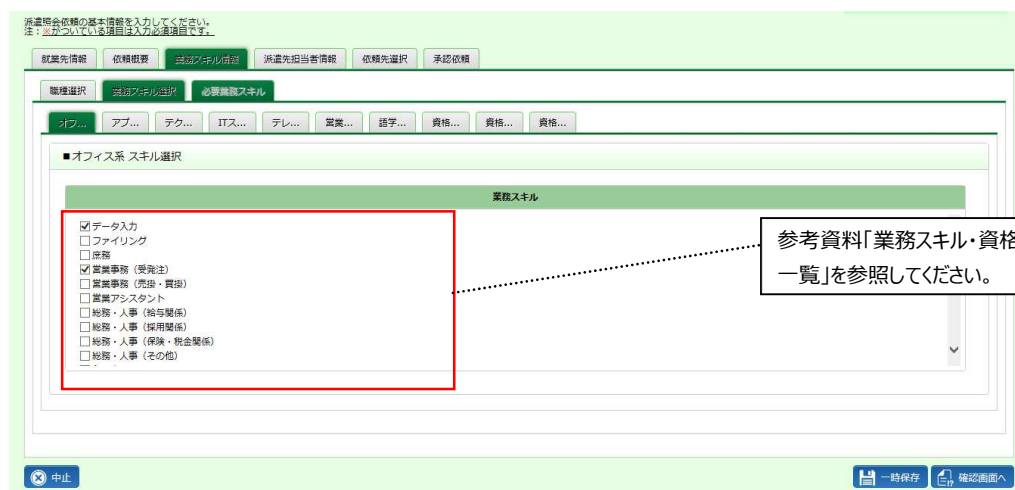 派遣照会依頼の基本情報を入力してください。
注：※がついている項目は入力必須項目です。
就業先情報 依頼概要 業務スキル情報 派遣先担当者情報 依頼先選択 承認依頼
職種選択 業務スキル選択 必要業務スキル
オフ... アプ... テク... ITス... テレ... 営業... 語学... 資格... 資格... 資格...
■オフィス系 スキル選択
業務スキル
データ入力
ファイリング
庶務
営業事務（受発注）
営業事務（売掛・買掛）
営業アシスタント
総務・人事（給与関係）
総務・人事（採用関係）
総務・人事（保険・税金関係）
総務・人事（その他）
参考資料「業務スキル・資格
一覧」を参照してください。
中止 一時保存 確認画面へ